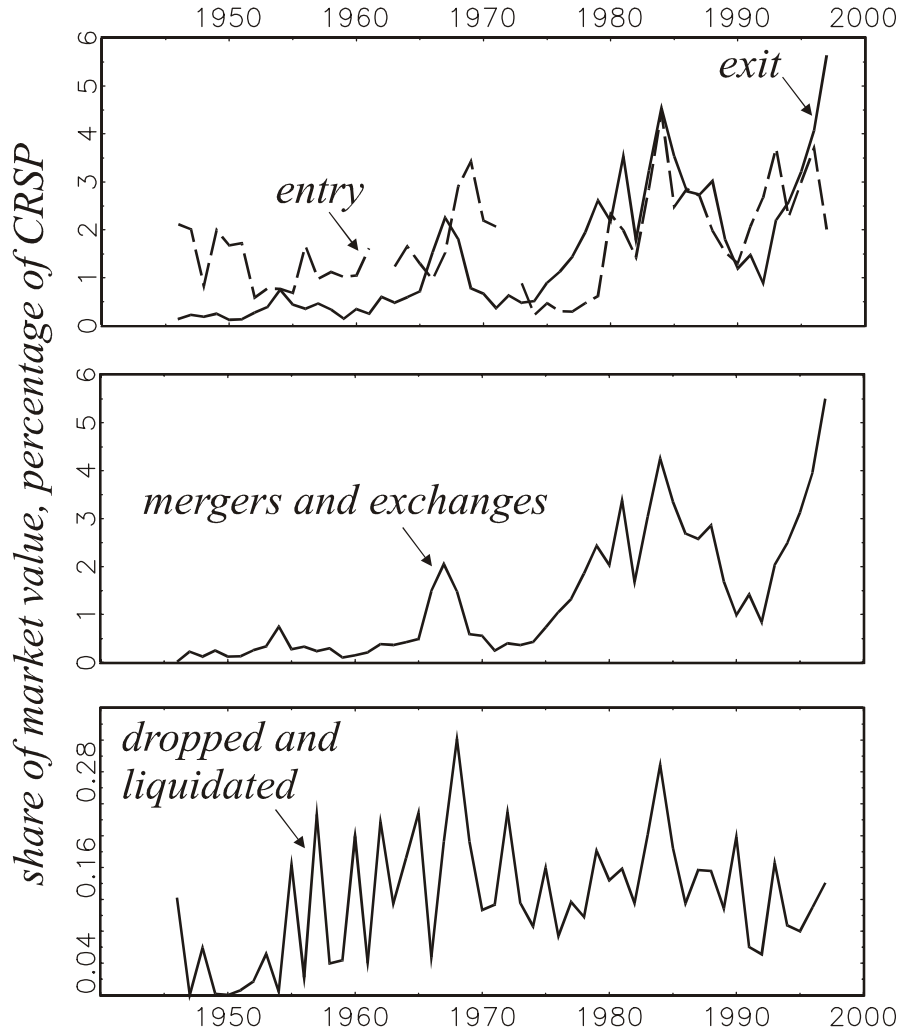 1950 1960 1970 1980 1990 2000
share of market value, percentage of CRSP
6
5
4
3
2
1
0
exit
entry
6
5
4
3
2
1
0
mergers and exchanges
0.28
0.16
0.04
dropped and
liquidated
1950 1960 1970 1980 1990 2000